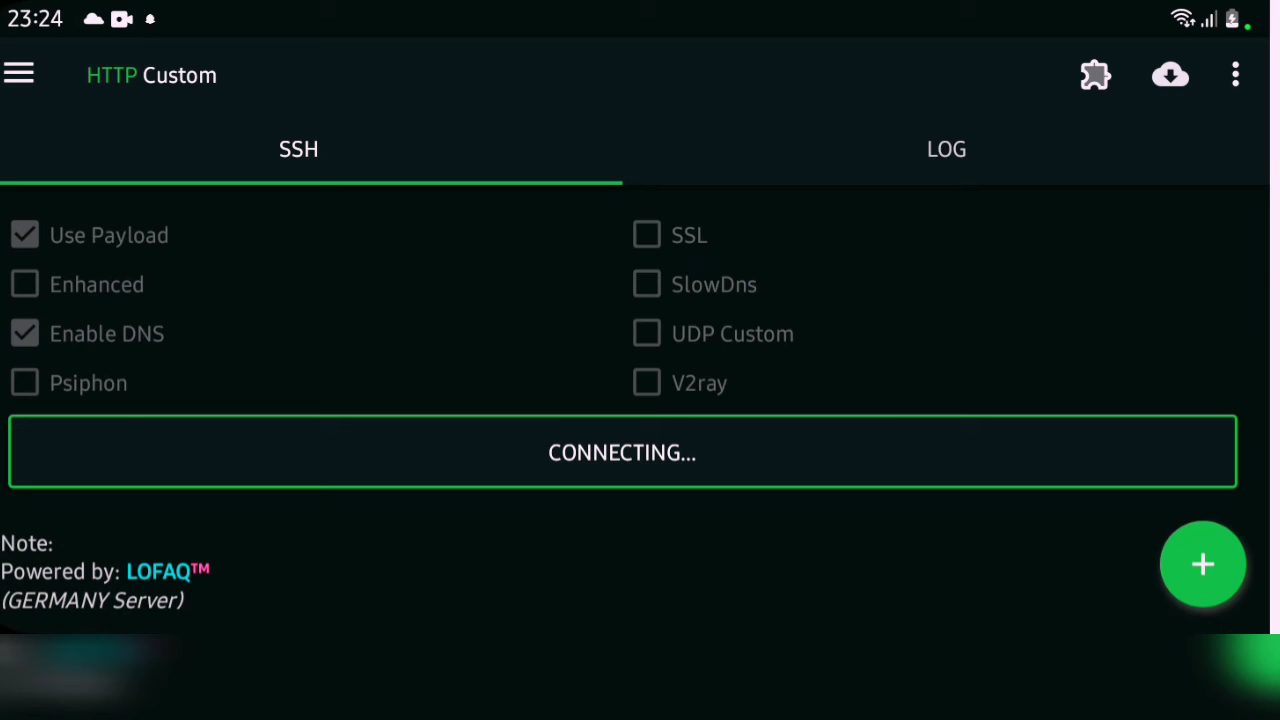 23:24
HTTP Custom
SSH
LOG
Use Payload
SSL
Enhanced
SlowDns
Enable DNS
UDP Custom
Psiphon
V2ray
CONNECTING...
Note:
Powered by: LOFAQ™
(GERMANY Server)